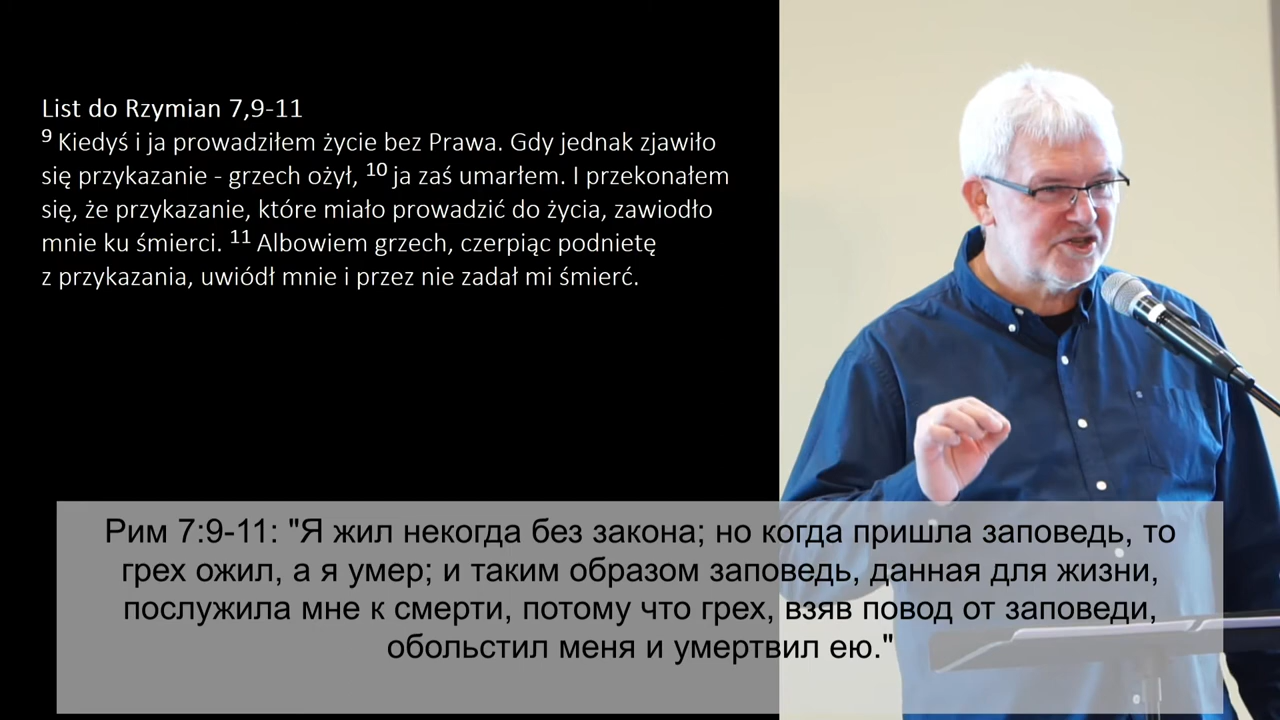 List do Rzymian 7,9-11
9 Kiedyś i ja prowadziłem życie bez Prawa. Gdy jednak zjawiło
się przykazanie - grzech ożył, 10 ja zaś umarłem. I przekonałem
się, że przykazanie, które miało prowadzić do życia, zawiodło
mnie ku śmierci. 11 Albowiem grzech, czerpiąc podnietę
z przykazania, uwiódł mnie i przez nie zadał mi śmierć.
Рим 7:9-11: "Я жил некогда без закона; но когда пришла заповедь, то
грех ожил, а я умер; и таким образом заповедь, данная для жизни,
послужила мне к смерти, потому что грех, взяв повод от заповеди,
обольстил меня и умертвил ею."